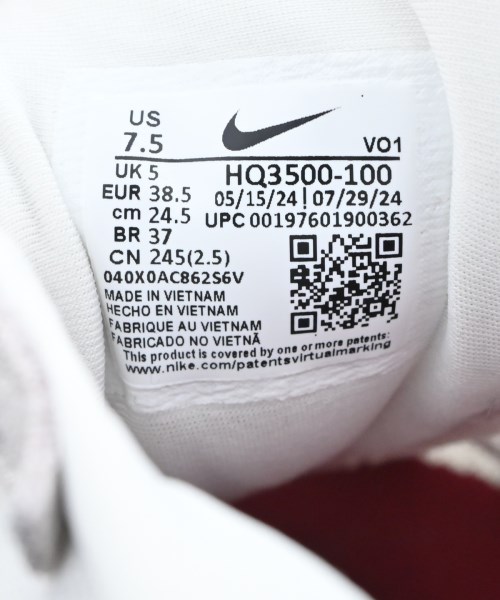 US
7.5
VO1
UK 5
HQ3500-100
EUR 38.5
05/15/24 | 07/29/24
cm 24.5
UPC 00197601900362
BR 37
CN 245(2.5)
040X0AC862S6V
MADE IN VIETNAM
HECHO EN VIETNAM
FABRIQUE AU VIETNAM
FABRICADO NO VIETNÃ
This product is covered by one or more patents:
www.nike.com/patentsvirtualmarking